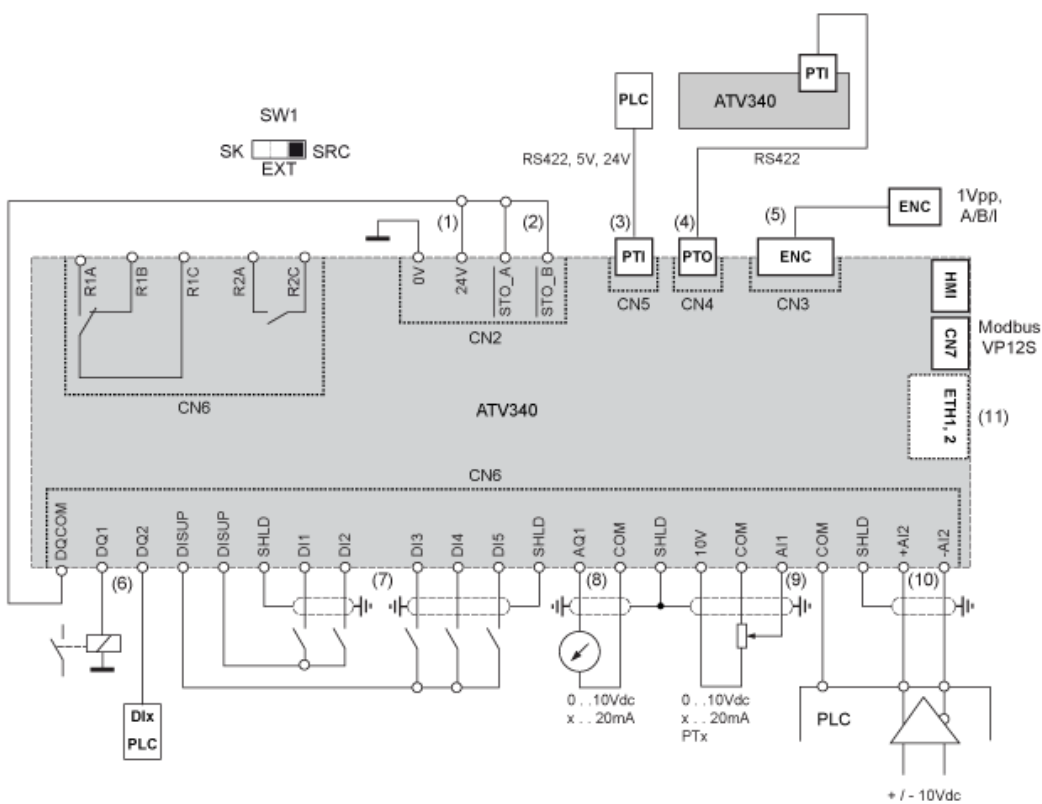 SW1
SK
SRC
EXT
PLC
ATV340
PTI
RS422, 5V, 24V
RS422
ENC
1Vpp,
A/B/I
(1)
(2)
(3)
(4)
(5)
R1A
R1B
R1C
R2A
R2C
0V
24V
STO_A
STO_B
PTI
PTO
ENC
CN5
CN4
CN3
HMI
CN2
CN7
Modbus
VP12S
CN6
ATV340
ETH1, 2
(11)
CN6
DQCOM
DQ1
DQ2
DISUP
DISUP
SHLD
DI1
DI2
DI3
DI4
DI5
SHLD
AQ1
COM
SHLD
10V
COM
AI1
COM
SHLD
+AI2
-AI2
(6)
(7)
(8)
(9)
(10)
0 . .10Vdc
x . . 20mA
0 . .10Vdc
x . . 20mA
PTx
DIx
PLC
PLC
+ / - 10Vdc